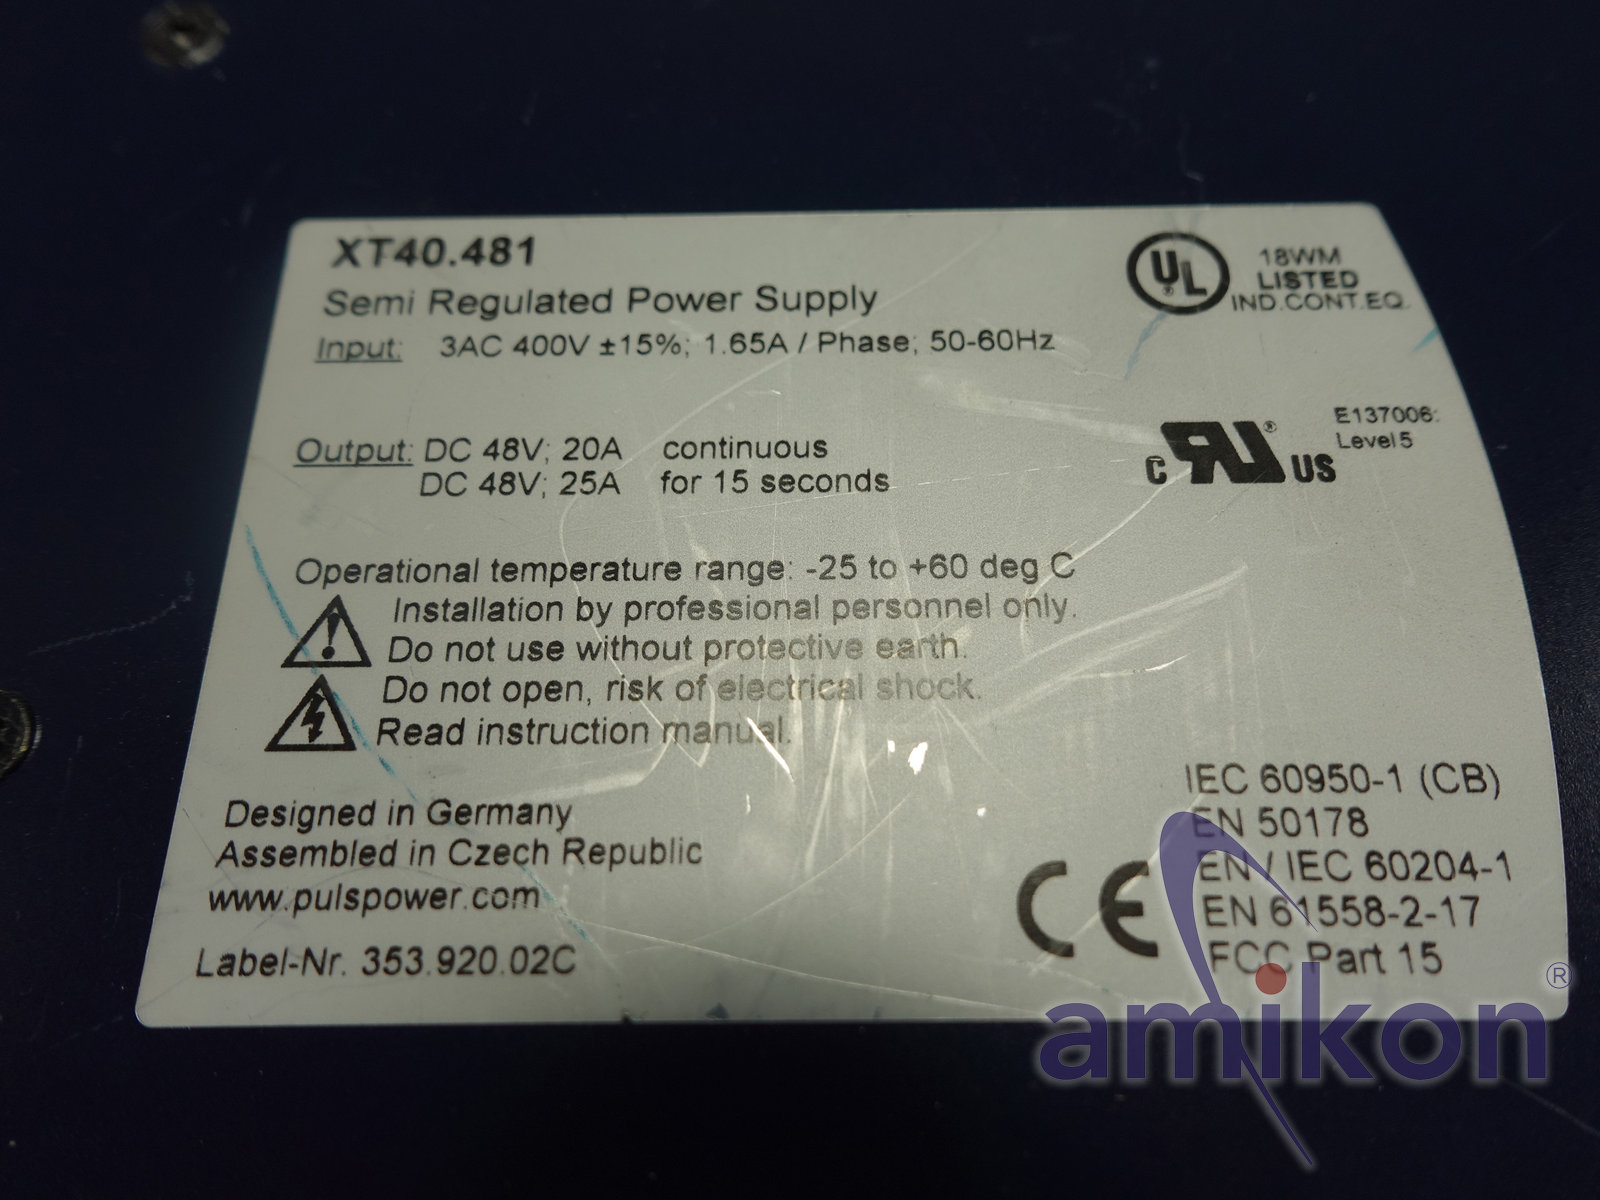 XT40.481
Semi Regulated Power Supply
Input: 3AC 400V ±15%; 1.65A / Phase; 50-60Hz
UL
®
18WM
LISTED
IND.CONT.EQ.
Output: DC 48V; 20A continuous
DC 48V; 25A for 15 seconds
c RU ® US
E137006:
Level5
Operational temperature range: -25 to +60 deg C
Installation by professional personnel only.
Do not use without protective earth.
Do not open, risk of electrical shock.
Read instruction manual.
Designed in Germany
Assembled in Czech Republic
www.pulspower.com
Label-Nr. 353.920.02C
CE
IEC 60950-1 (CB)
EN 50178
EN / IEC 60204-1
EN 61558-2-17
FCC Part 15
amikon®